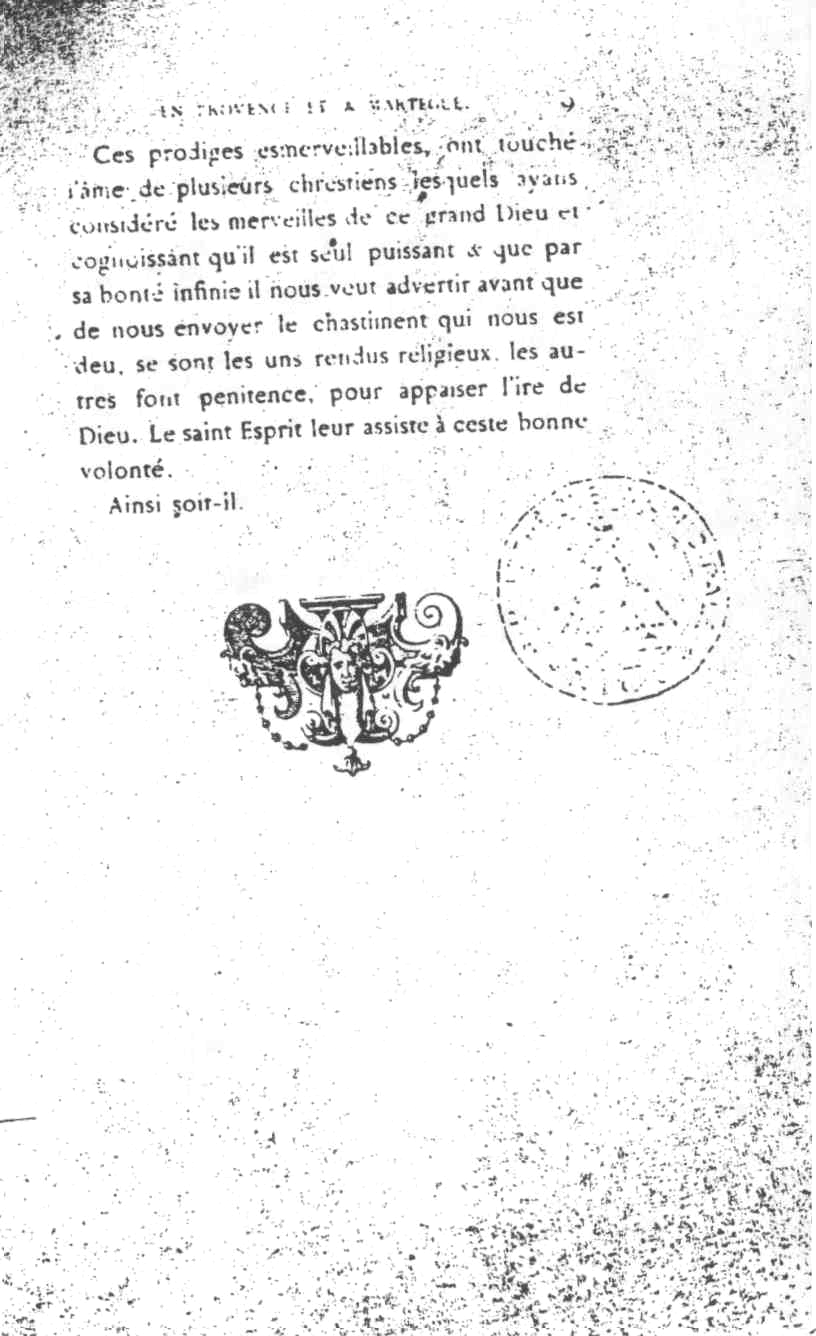 EN PROVENCE ET A MARTEGUE. 9
Ces prodiges esmerveillables, ont touché
l'âme de plusieurs chrestiens lesquels ayans
considéré les merveilles de ce grand Dieu et
cognoissant qu'il est seul puissant & que par
sa bonté infinie il nous veut advertir avant que
de nous envoyer le chastiment qui nous est
deu, se sont les uns rendus religieux, les au-
tres font penitence, pour appaiser l'ire de
Dieu. Le saint Esprit leur assiste à ceste bonne
volonté.
Ainsi soit-il.